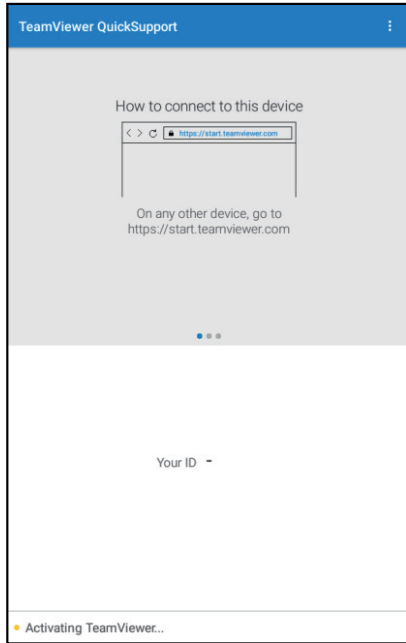 TeamViewer QuickSupport
How to connect to this device
https://start.teamviewer.com
On any other device, go to
https://start.teamviewer.com
Your ID -
Activating TeamViewer...